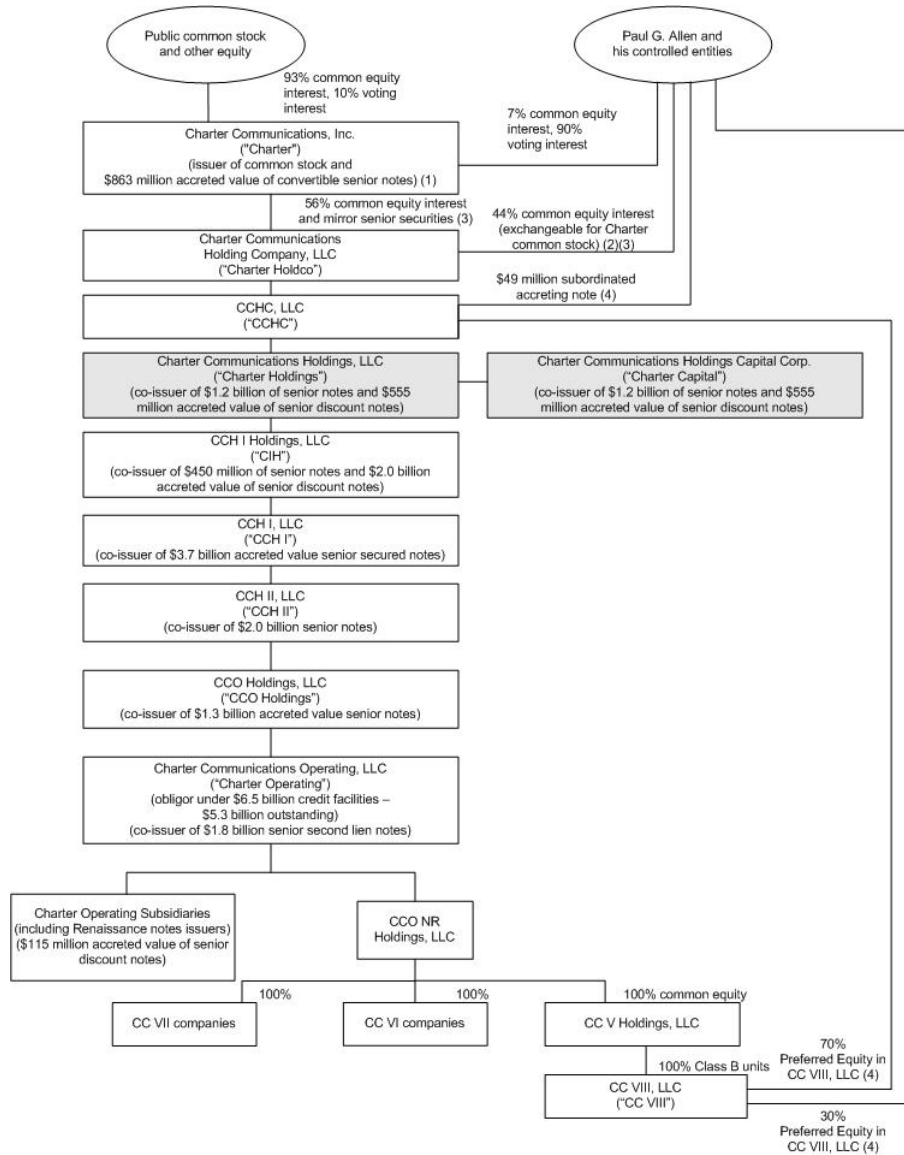 Public common stock
and other equity
Paul G. Allen and
his controlled entities
93% common equity
interest, 10% voting
interest
7% common equity
interest, 90%
voting interest
Charter Communications, Inc.
("Charter")
(issuer of common stock and
$863 million accreted value of convertible senior notes) (1)
56% common equity interest
and mirror senior securities (3)
44% common equity interest
(exchangeable for Charter
common stock) (2)(3)
Charter Communications
Holding Company, LLC
(“Charter Holdco”)
$49 million subordinated
accreting note (4)
CCHC, LLC
(“CCHC”)
Charter Communications Holdings, LLC
(“Charter Holdings”)
(co-issuer of $1.2 billion of senior notes and $555
million accreted value of senior discount notes)
Charter Communications Holdings Capital Corp.
(“Charter Capital”)
(co-issuer of $1.2 billion of senior notes and $555
million accreted value of senior discount notes)
CCH I Holdings, LLC
(“CIH”)
(co-issuer of $450 million of senior notes and $2.0 billion
accreted value of senior discount notes)
CCH I, LLC
(“CCH I”)
(co-issuer of $3.7 billion accreted value senior secured notes)
CCH II, LLC
(“CCH II”)
(co-issuer of $2.0 billion senior notes)
CCO Holdings, LLC
(“CCO Holdings”)
(co-issuer of $1.3 billion accreted value senior notes)
Charter Communications Operating, LLC
(“Charter Operating”)
(obligor under $6.5 billion credit facilities –
$5.3 billion outstanding)
(co-issuer of $1.8 billion senior second lien notes)
Charter Operating Subsidiaries
(including Renaissance notes issuers)
($115 million accreted value of senior
discount notes)
CCO NR
Holdings, LLC
100%
100%
100% common equity
CC VII companies
CC VI companies
CC V Holdings, LLC
100% Class B units
70%
Preferred Equity in
CC VIII, LLC (4)
CC VIII, LLC
(“CC VIII”)
30%
Preferred Equity in
CC VIII, LLC (4)